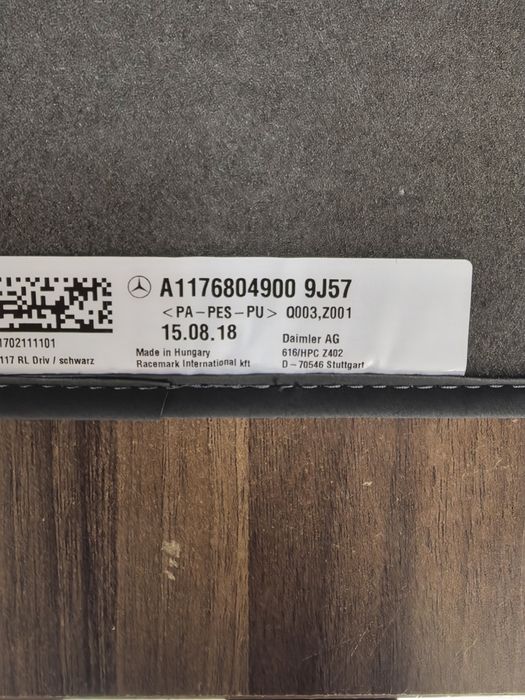 A1176804900 9J57
<PA-PES-PU> Q003,Z001
15.08.18
Daimler AG
Made in Hungary
616/HPC Z402
Racemark International kft
D-70546 Stuttgart
1702111101
117 RL Driv / schwarz